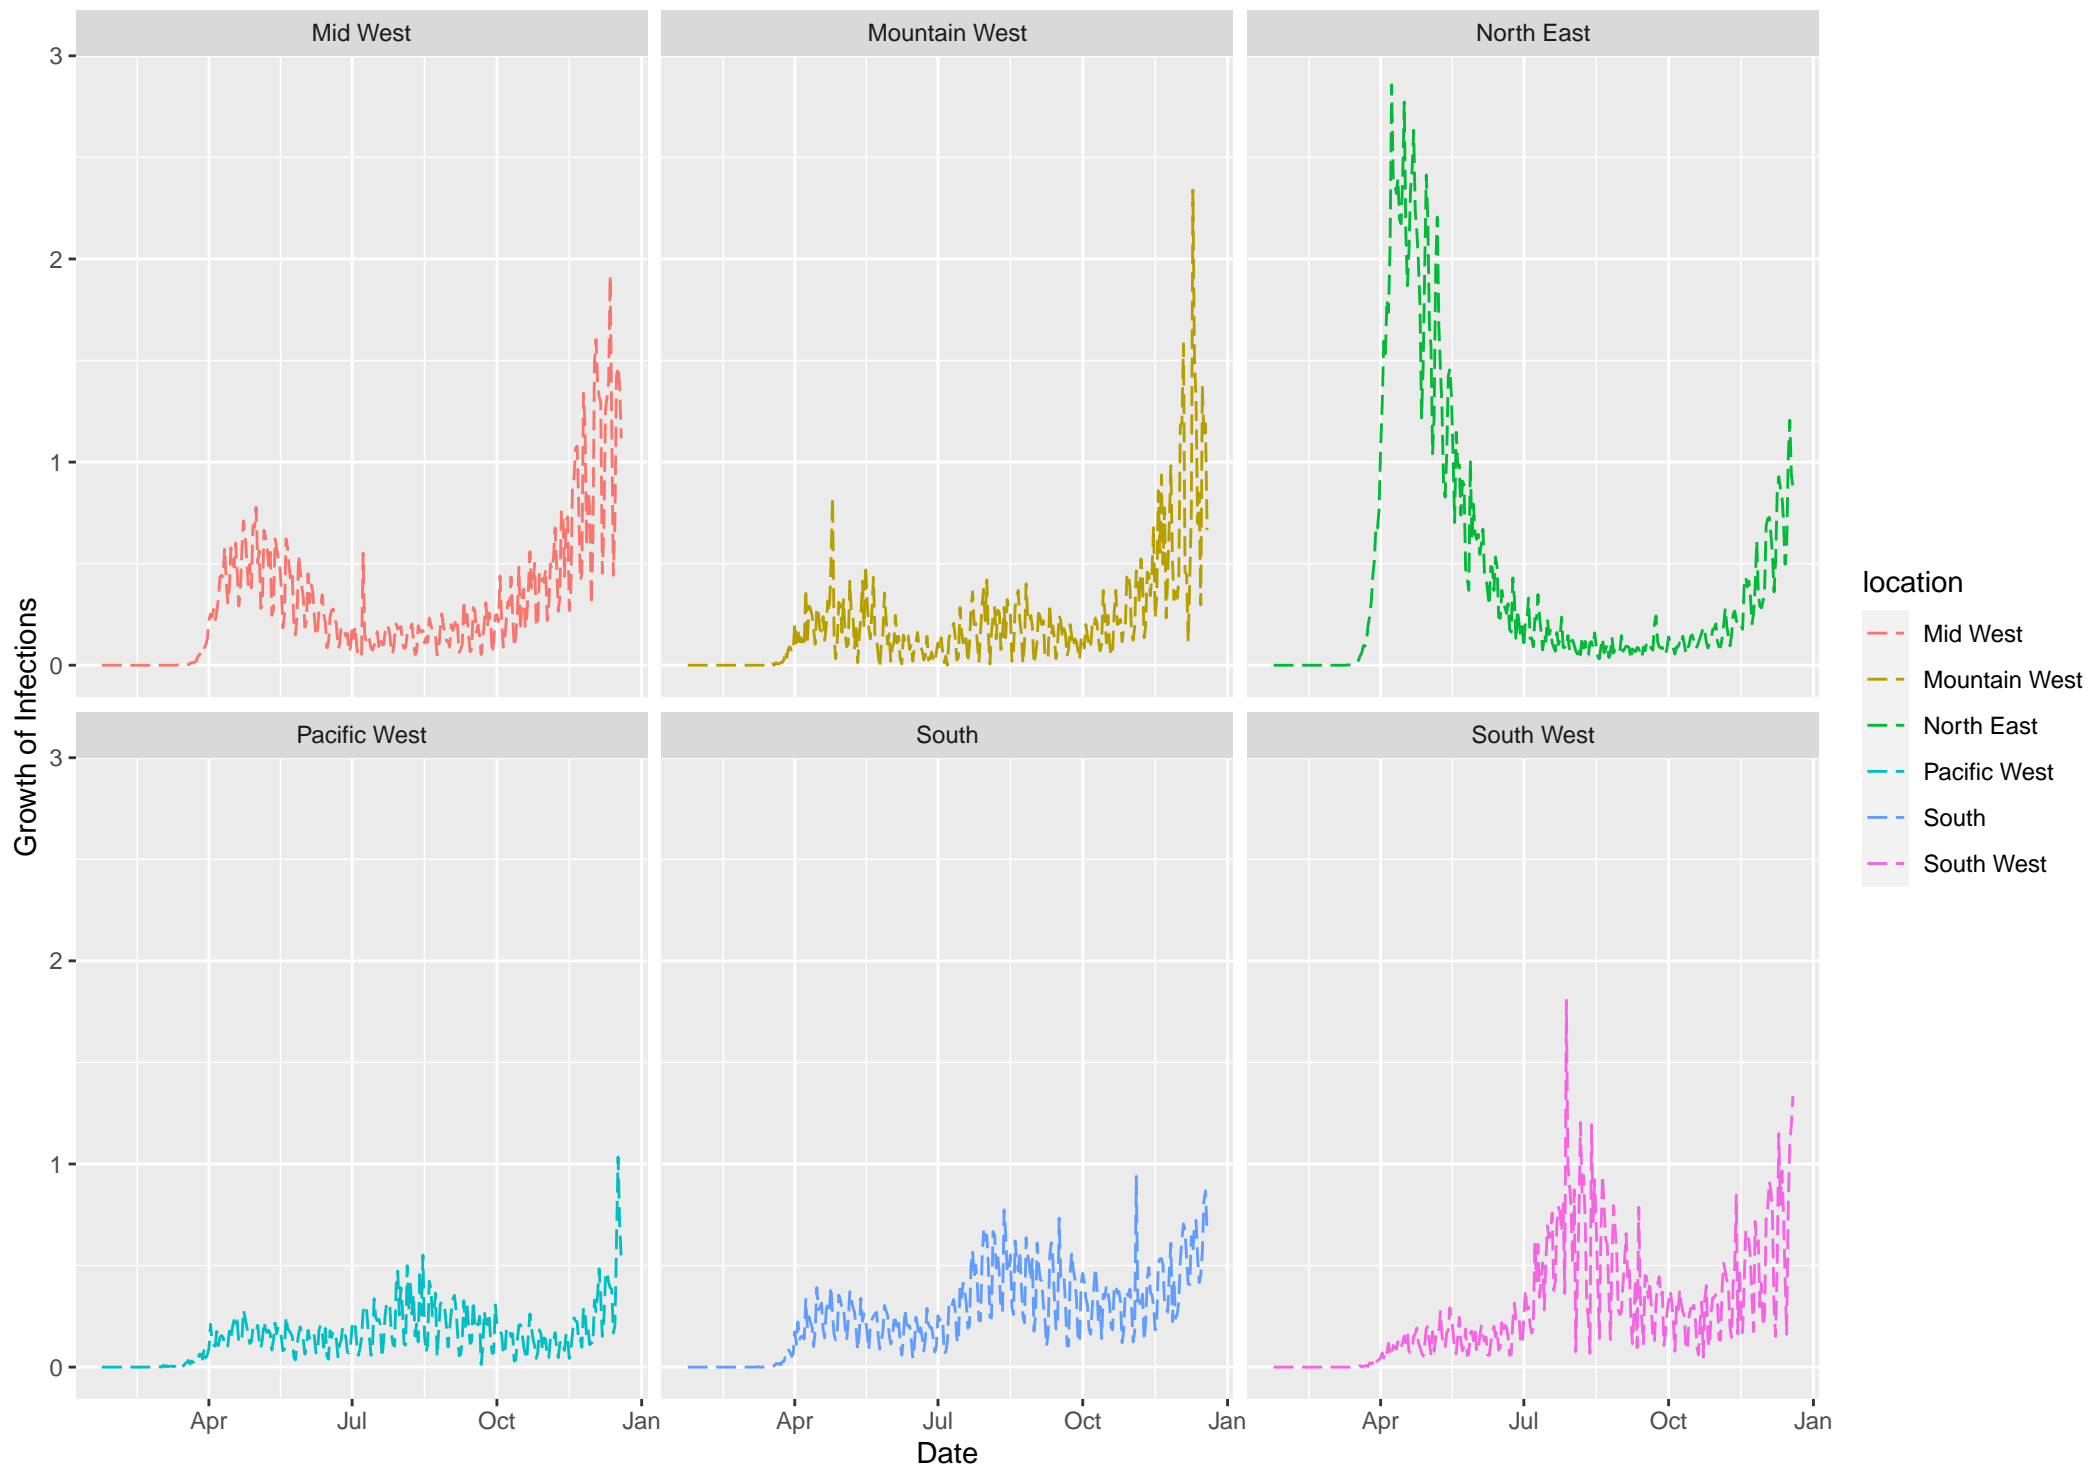 Mid West
Mountain West
North East
3
2
1
0
Pacific West
South
South West
3
2
1
0
Apr
Jul
Oct
Jan
Apr
Jul
Oct
Jan
Apr
Jul
Oct
Jan
Date
Growth of Infections
location
Mid West
Mountain West
North East
Pacific West
South
South West